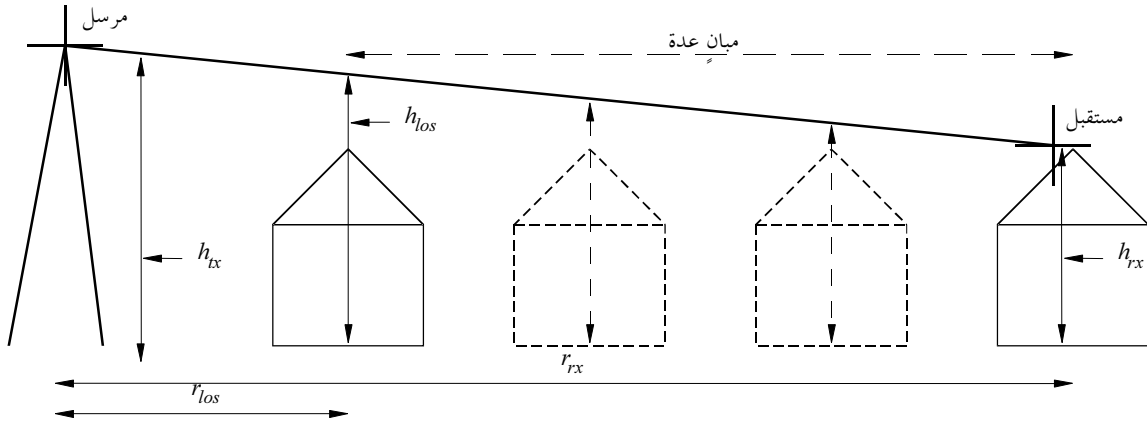 مرسل
مبانٍ عدة
h_los
مستقبل
h_tx
h_rx
r_rx
r_los